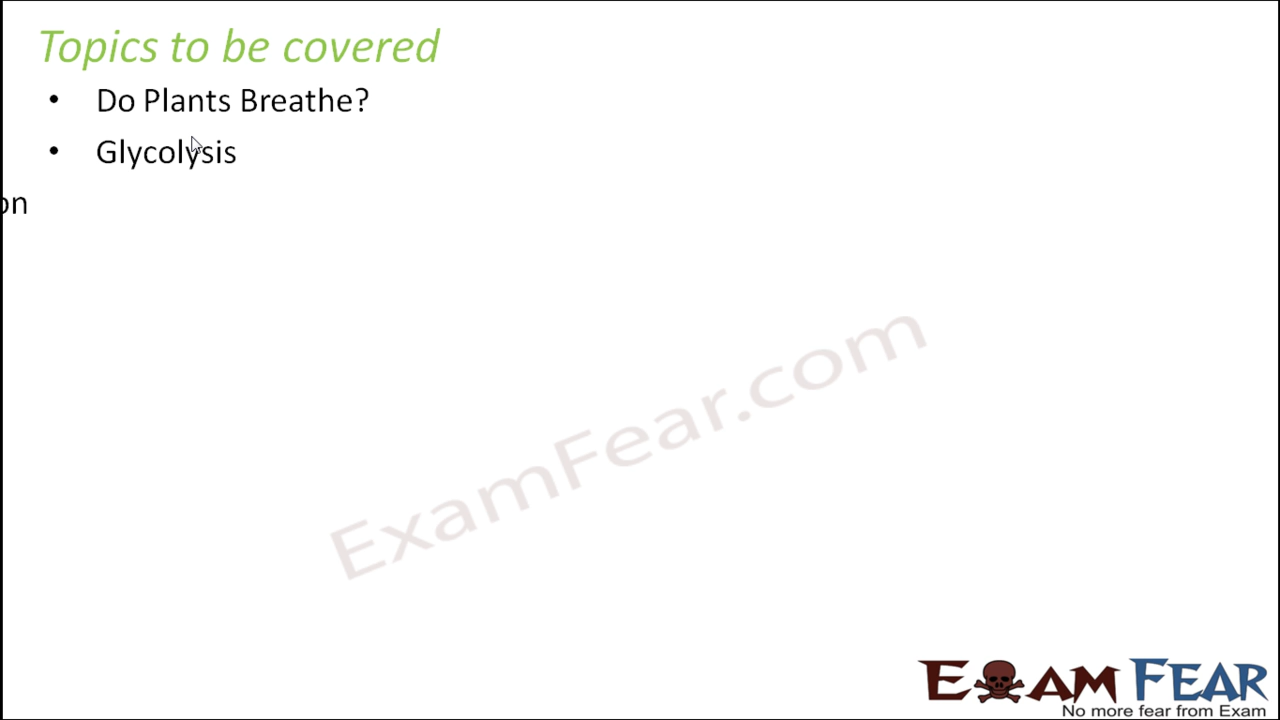 Topics to be covered
• Do Plants Breathe?
• Glycolysis
on
ExamFear.com
EXAM FEAR
No more fear from Exam